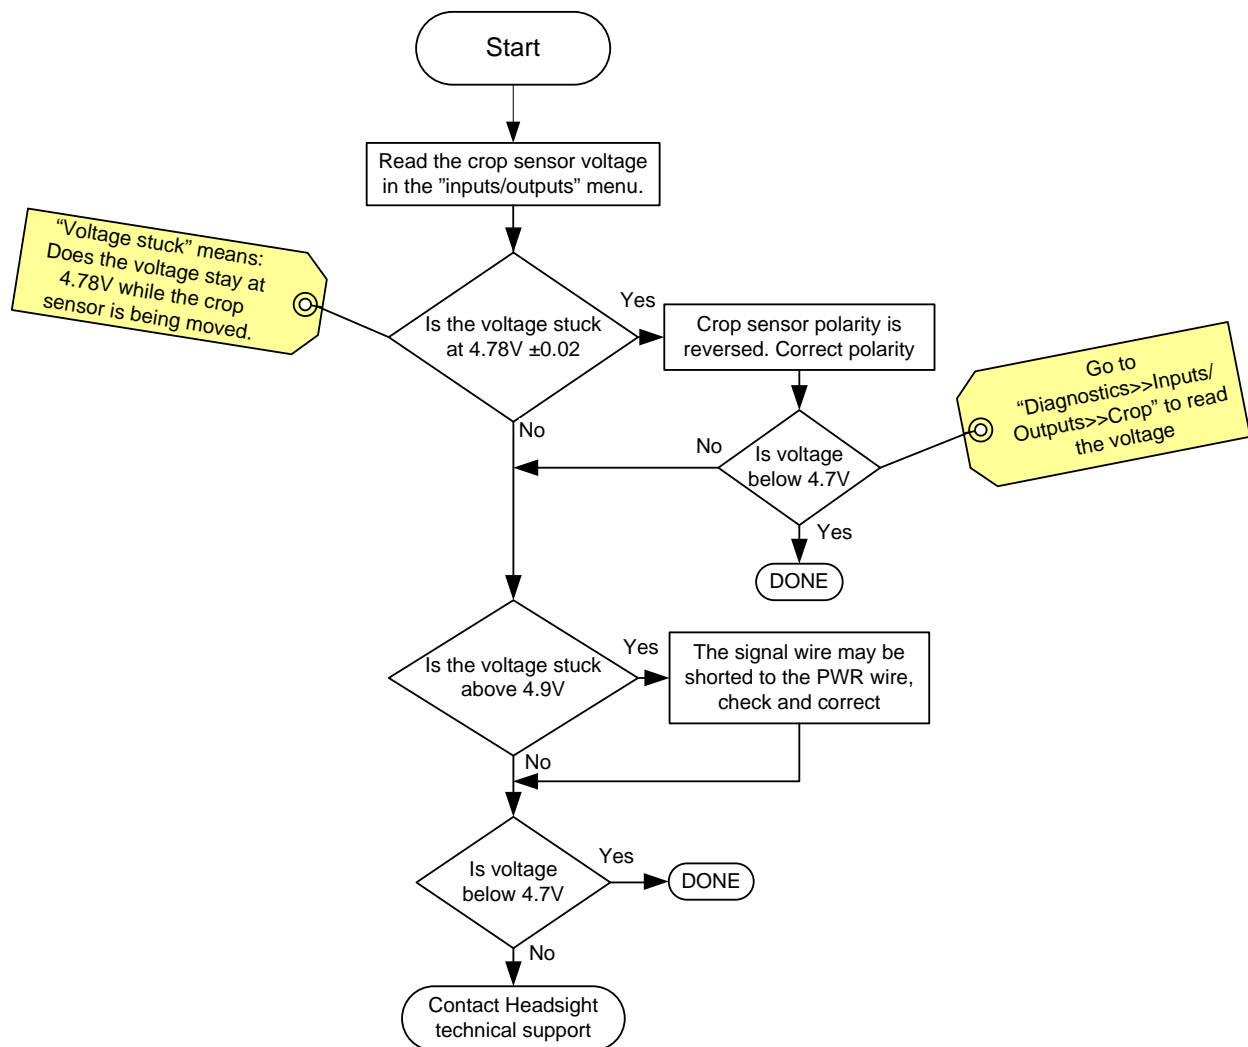 Start
Read the crop sensor voltage
in the ”inputs/outputs” menu.
“Voltage stuck” means:
Does the voltage stay at
4.78V while the crop
sensor is being moved.
Is the voltage stuck
at 4.78V ±0.02
Yes
Crop sensor polarity is
reversed. Correct polarity
Go to
“Diagnostics>>Inputs/
Outputs>>Crop” to read
the voltage
No
No
Is voltage
below 4.7V
Yes
DONE
Is the voltage stuck
above 4.9V
Yes
The signal wire may be
shorted to the PWR wire,
check and correct
No
Is voltage
below 4.7V
Yes
DONE
No
Contact Headsight
technical support